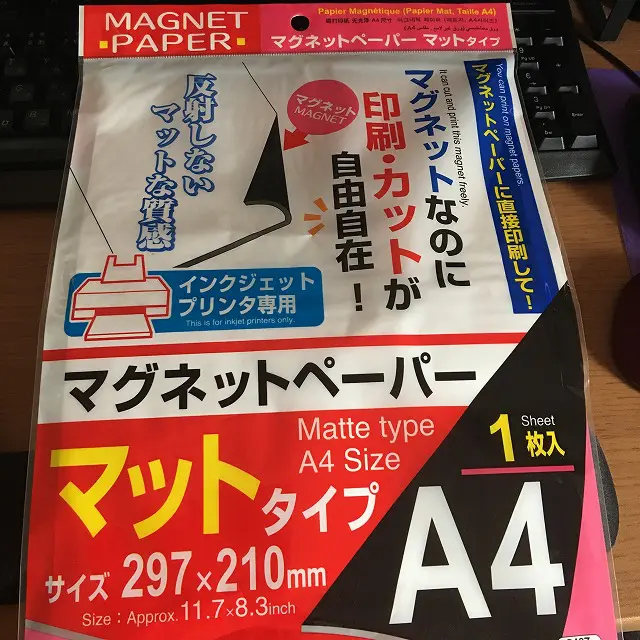 MAGNET
PAPER
Papier Magnétique (Papier Mat, Taille A4)
マグネットペーパー マットタイプ
反射しない
マットな質感
マグネット
MAGNET
マグネットなのに
It can cut and print this magnet freely.
印刷・カットが
自由自在！
You can print on magnet papers.
マグネットペーパーに直接印刷して！
インクジェット
プリンタ専用
This is for inkjet printers only.
マグネットペーパー
マットタイプ
Matte type
A4 Size
サイズ 297×210mm
Size : Approx.11.7×8.3inch
Sheet
1枚入
A4